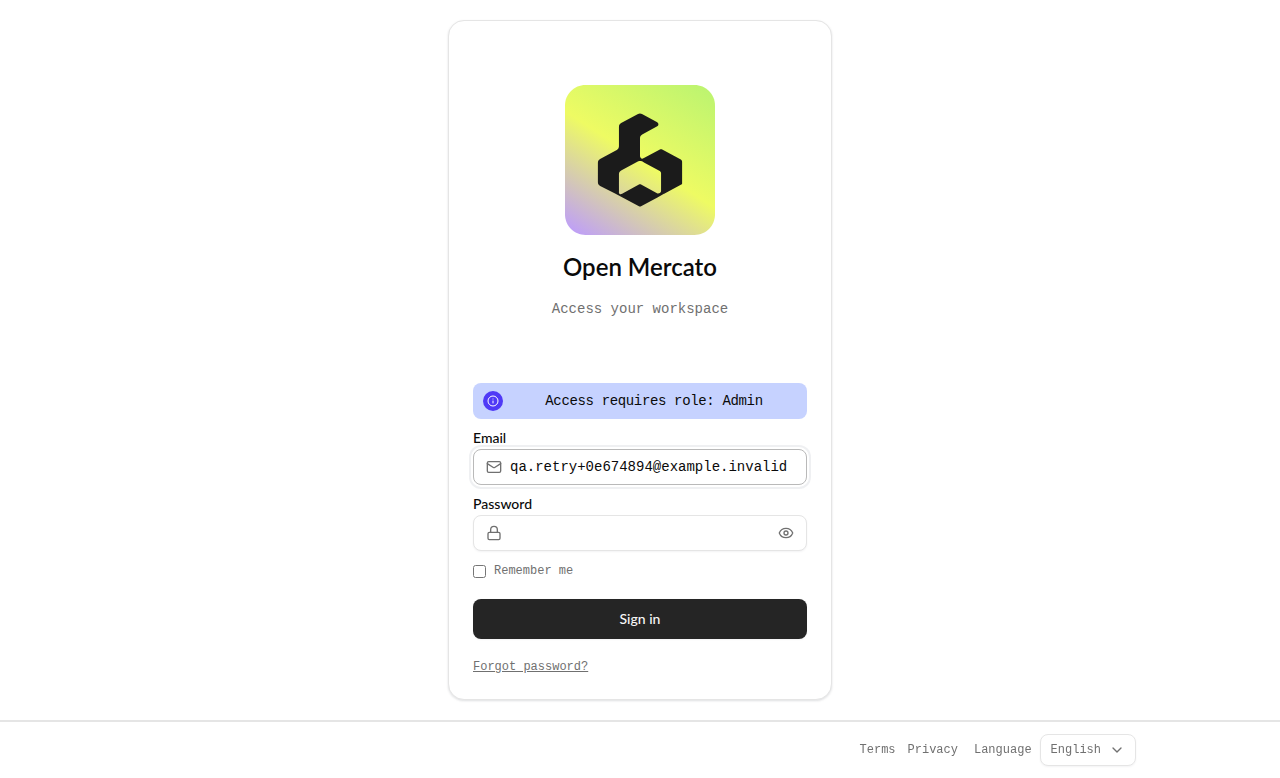 Open Mercato
Access your workspace
Access requires role: Admin
Email
qa.retry+0e674894@example.invalid
Password
Remember me
Sign in
Forgot password?
Terms Privacy Language English